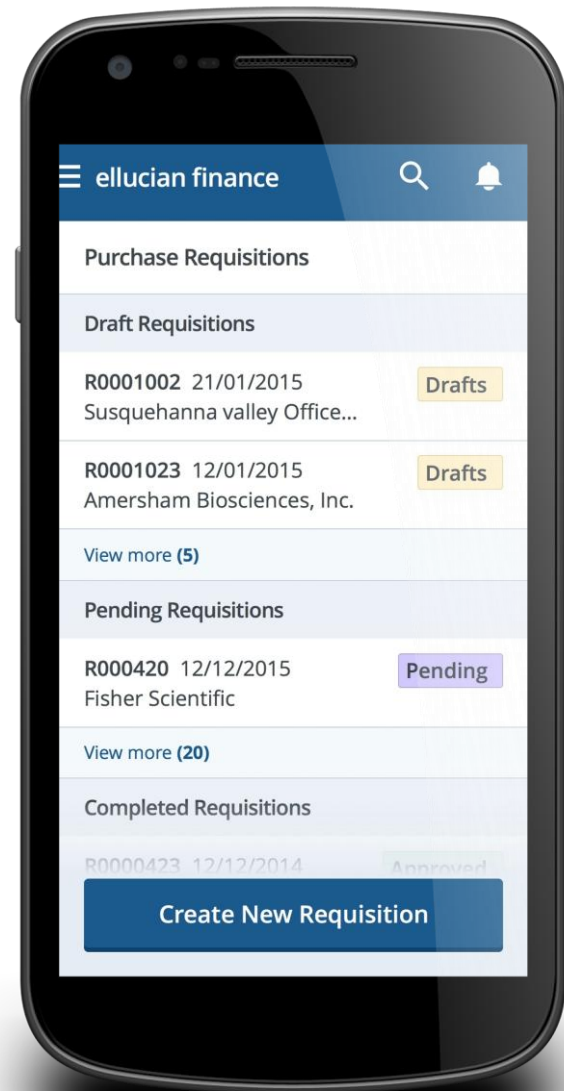 ellucian finance
Purchase Requisitions
Draft Requisitions
R0001002 21/01/2015 Drafts
Susquehanna valley Office...
R0001023 12/01/2015 Drafts
Amersham Biosciences, Inc.
View more (5)
Pending Requisitions
R000420 12/12/2015 Pending
Fisher Scientific
View more (20)
Completed Requisitions
R0000423 12/12/2014 Approved
Create New Requisition